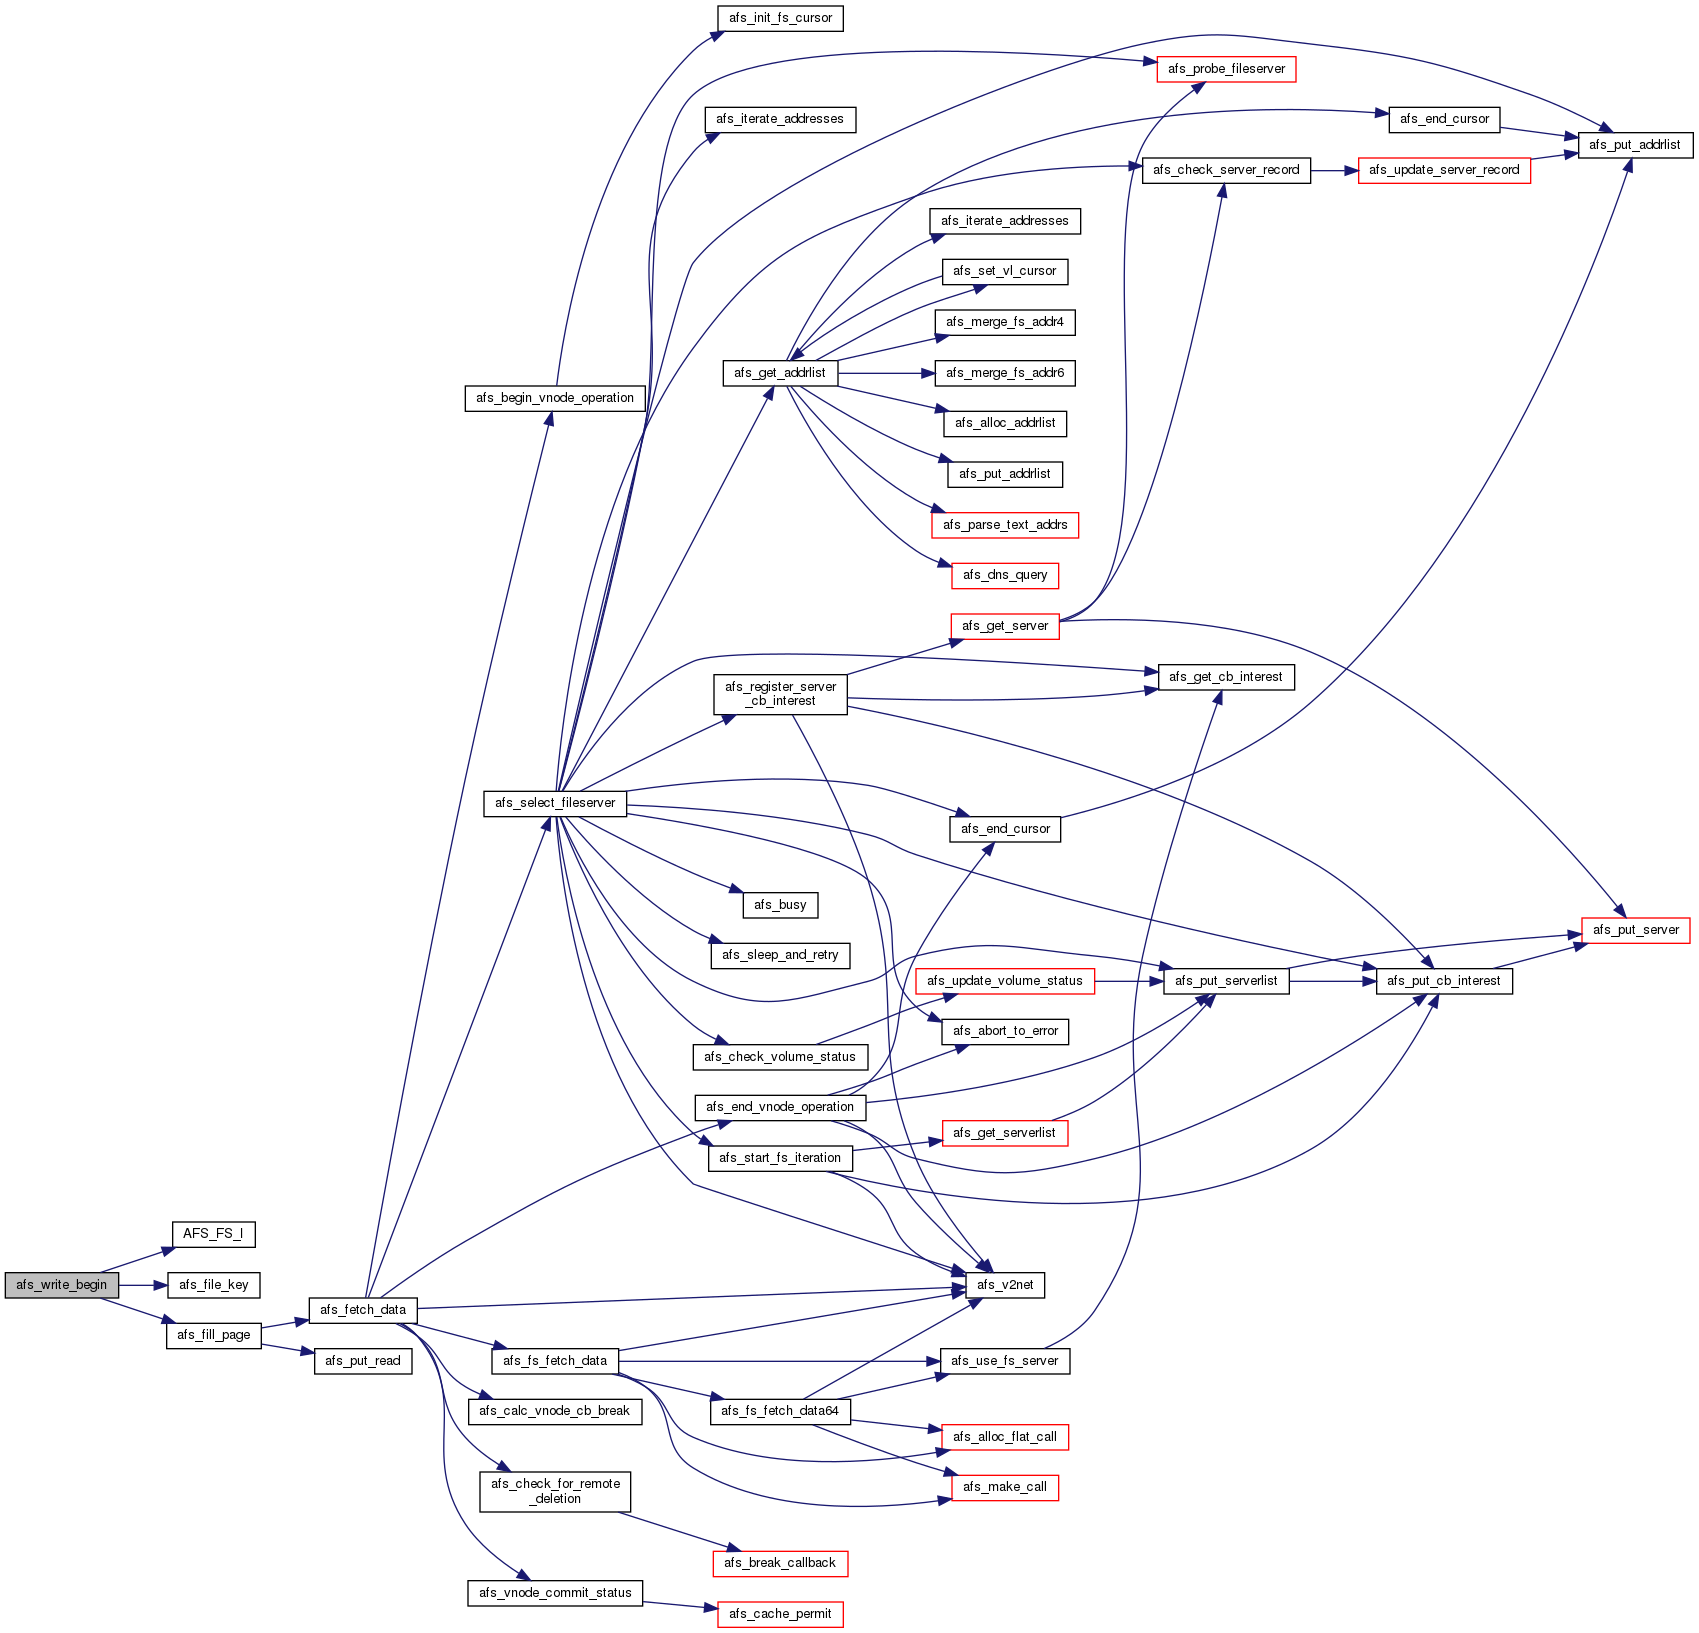 afs_init_fs_cursor
afs_probe_fileserver
afs_iterate_addresses
afs_end_cursor
afs_put_addrlist
afs_check_server_record
afs_update_server_record
afs_iterate_addresses
afs_set_vl_cursor
afs_merge_fs_addr4
afs_get_addrlist
afs_merge_fs_addr6
afs_begin_vnode_operation
afs_alloc_addrlist
afs_put_addrlist
afs_parse_text_addrs
afs_dns_query
afs_get_server
afs_get_cb_interest
afs_register_server
_cb_interest
afs_select_fileserver
afs_end_cursor
afs_busy
afs_put_server
afs_sleep_and_retry
afs_update_volume_status
afs_put_serverlist
afs_put_cb_interest
afs_abort_to_error
afs_check_volume_status
afs_end_vnode_operation
afs_get_serverlist
afs_start_fs_iteration
AFS_FS_I
afs_write_begin
afs_file_key
afs_v2net
afs_fetch_data
afs_fill_page
afs_put_read
afs_fs_fetch_data
afs_use_fs_server
afs_calc_vnode_cb_break
afs_fs_fetch_data64
afs_alloc_flat_call
afs_make_call
afs_check_for_remote
_deletion
afs_break_callback
afs_vnode_commit_status
afs_cache_permit